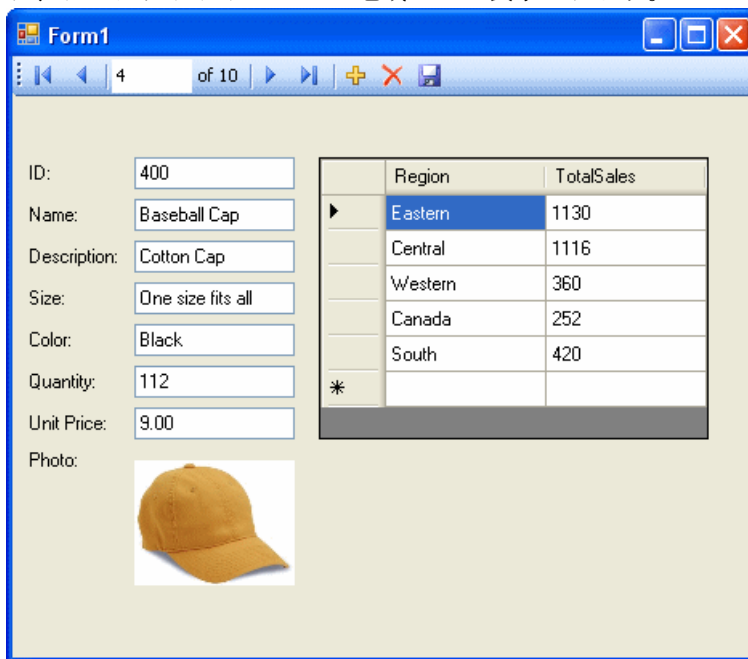 Form1
4 of 10
ID: 400
Name: Baseball Cap
Description: Cotton Cap
Size: One size fits all
Color: Black
Quantity: 112
Unit Price: 9.00
Photo:
Region TotalSales
Eastern 1130
Central 1116
Western 360
Canada 252
South 420